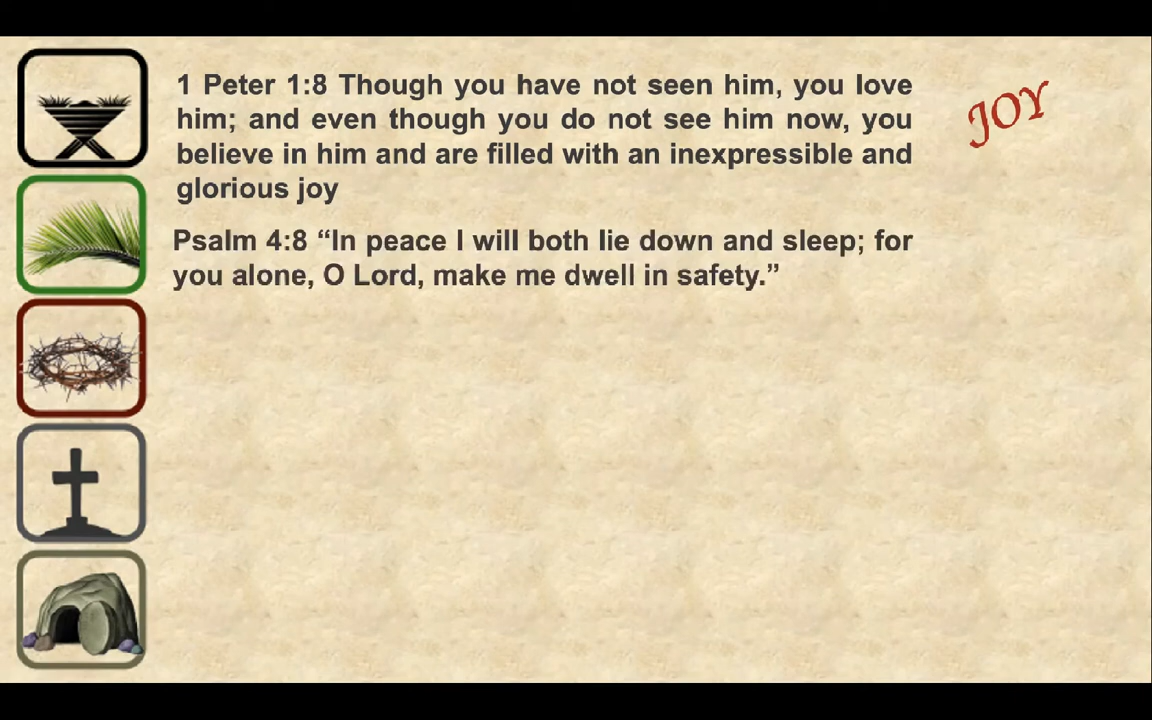 1 Peter 1:8 Though you have not seen him, you love
him; and even though you do not see him now, you
believe in him and are filled with an inexpressible and
glorious joy
JOY
Psalm 4:8 “In peace I will both lie down and sleep; for
you alone, O Lord, make me dwell in safety.”